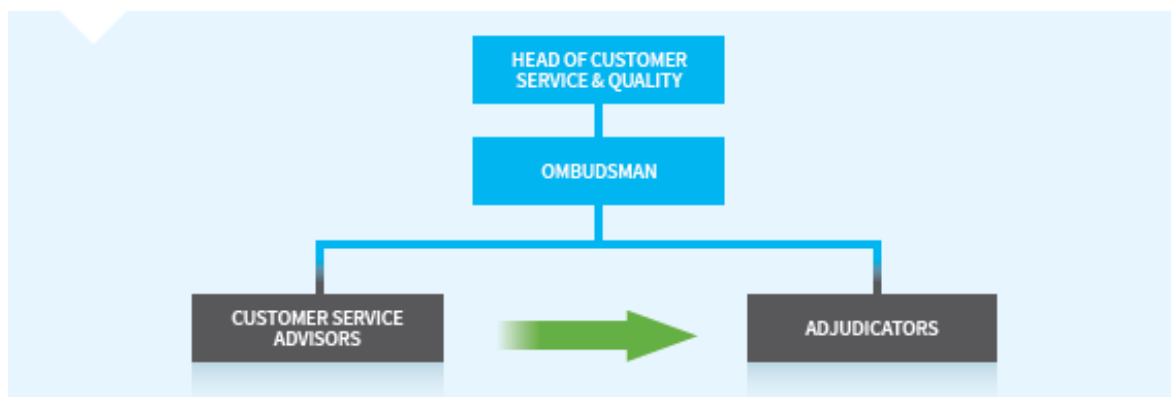 HEAD OF CUSTOMER
SERVICE & QUALITY
OMBUDSMAN
CUSTOMER SERVICE
ADVISORS
ADJUDICATORS